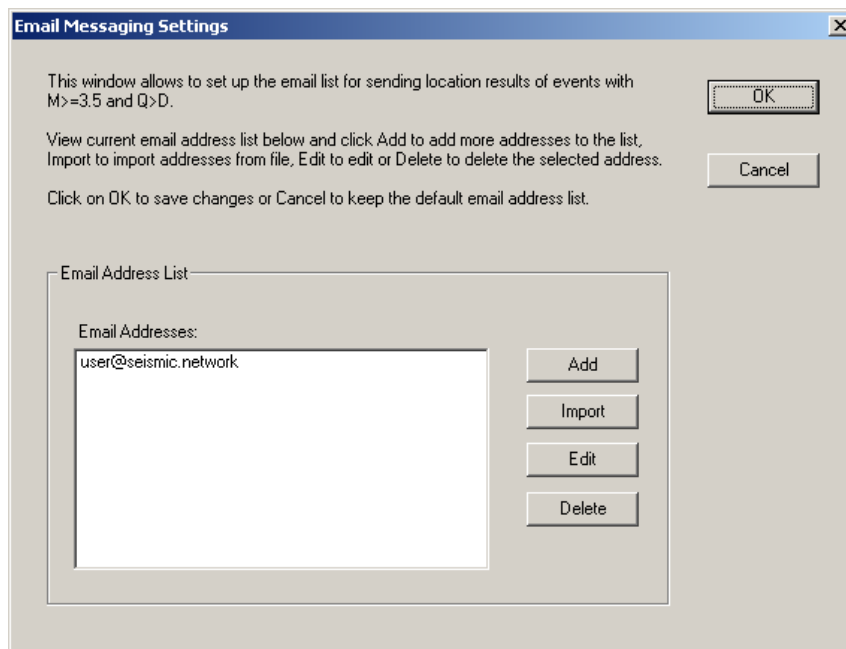 Email Messaging Settings
This window allows to set up the email list for sending location results of events with
M>=3.5 and Q>D.
View current email address list below and click Add to add more addresses to the list,
Import to import addresses from file, Edit to edit or Delete to delete the selected address.
Click on OK to save changes or Cancel to keep the default email address list.
OK
Cancel
Email Address List
Email Addresses:
user@seismic.network
Add
Import
Edit
Delete